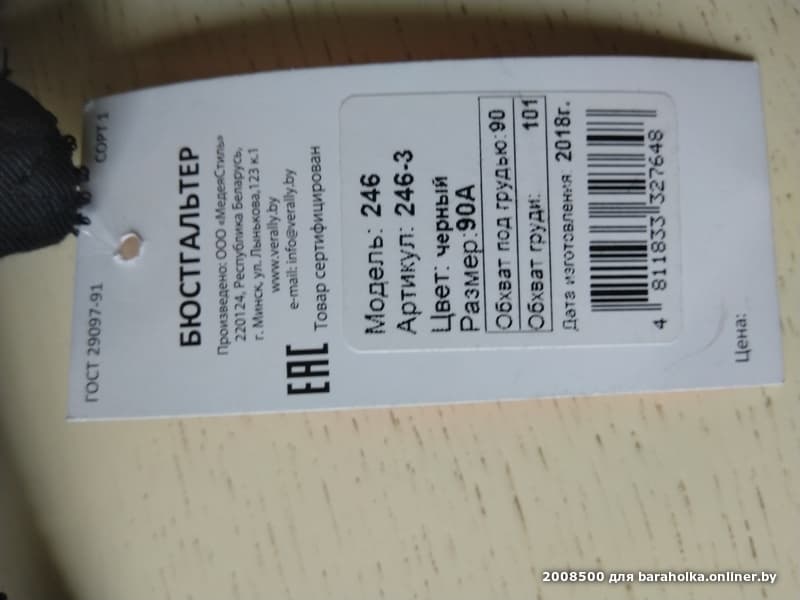 ГОСТ 29097-91
СОРТ 1
БЮСТГАЛЬТЕР
Произведено: ООО «МедеяСтиль»
220124, Республика Беларусь,
г. Минск, ул. Лынькова,123 к.1
www.verally.by
e-mail: info@verally.by
EAC Товар сертифицирован
Модель: 246
Артикул: 246-3
Цвет: черный
Размер:90А
Обхват под грудью:90
Обхват груди: 101
Дата изготовления. 2018г.
4 811833 327648
Цена:
2008500 для baraholka.onliner.by